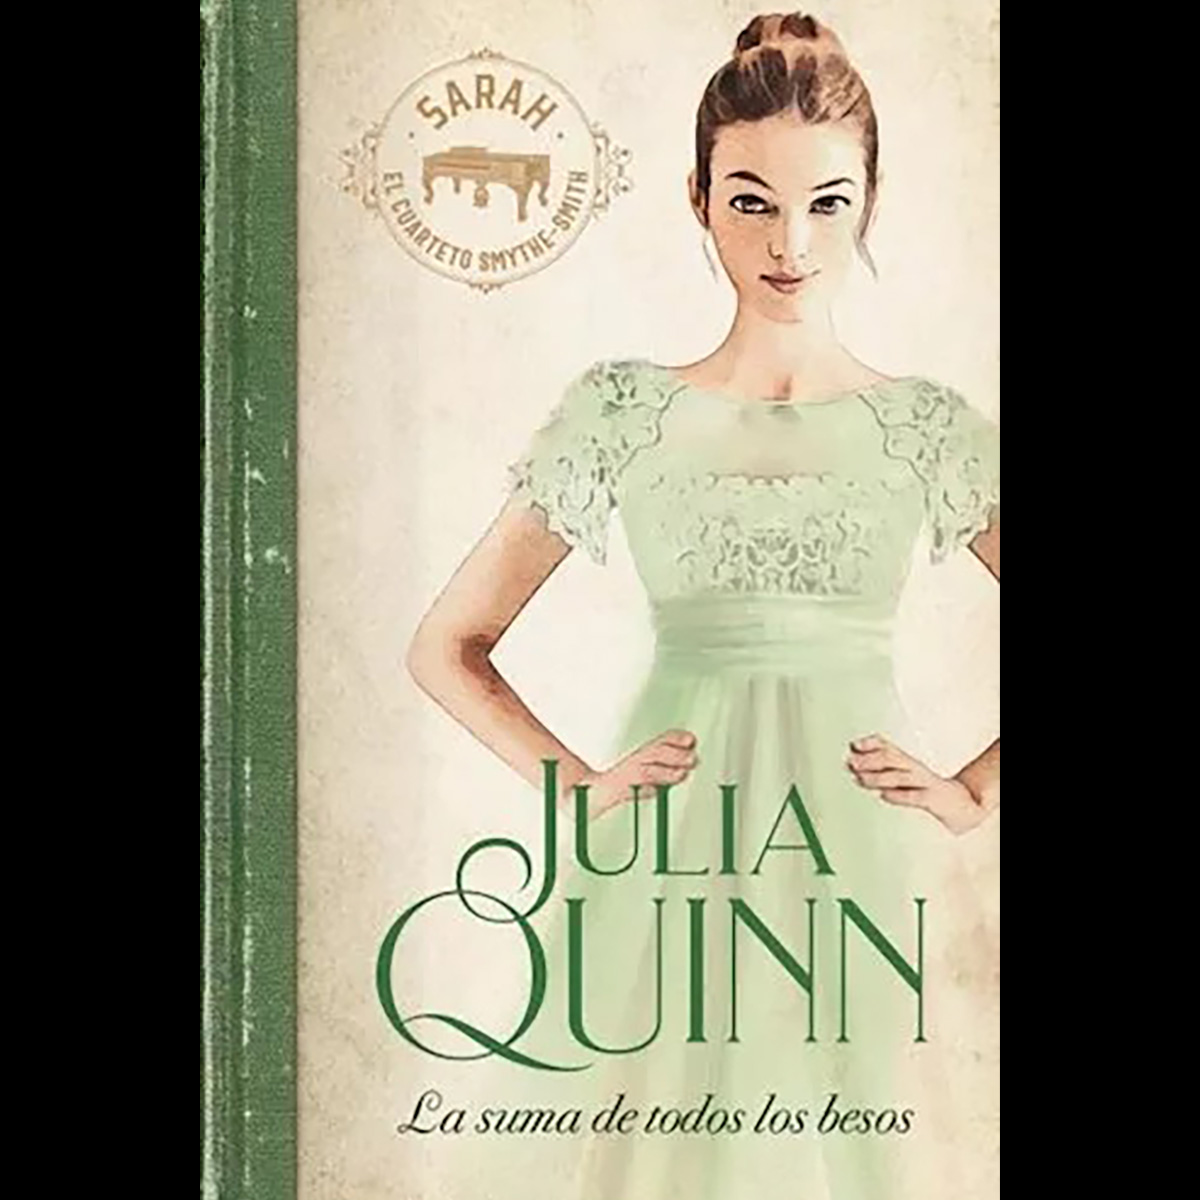 SARAH
EL CUARTETO SMYTHE-SMITH
JULIA
QUINN
La suma de todos los besos